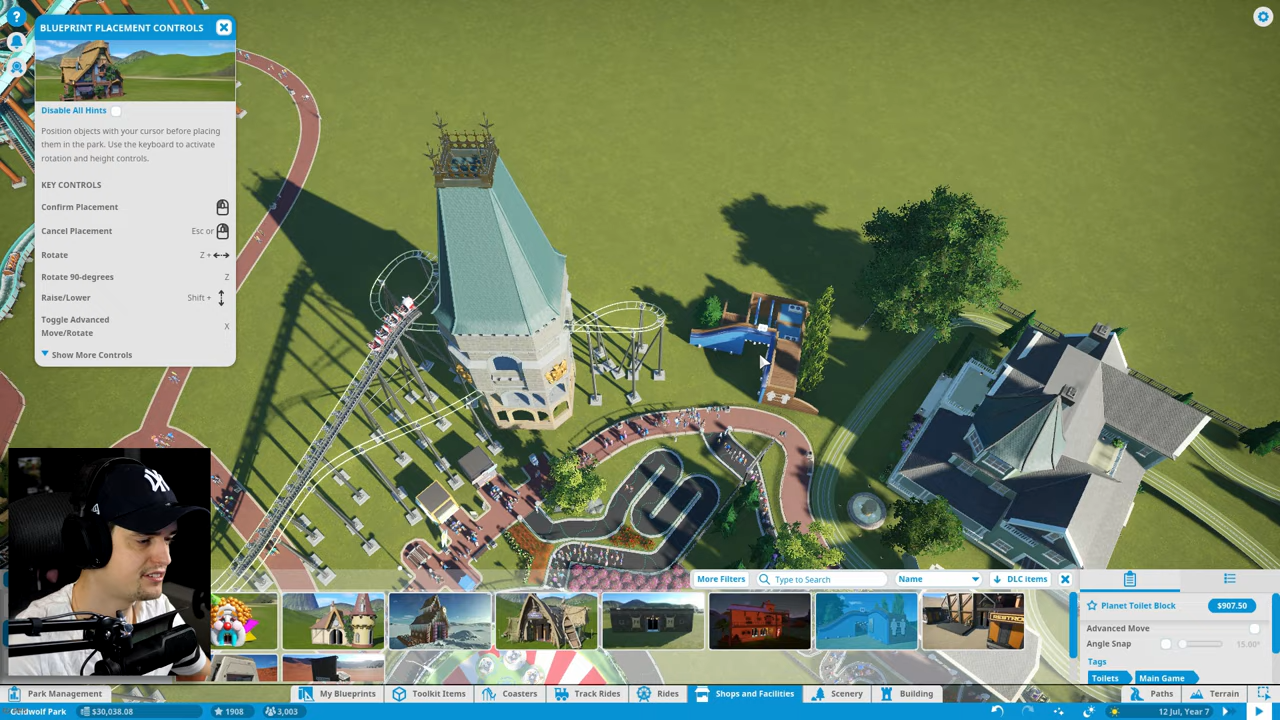 BLUEPRINT PLACEMENT CONTROLS
Disable All Hints
Position objects with your cursor before placing
them in the park. Use the keyboard to activate
rotation and height controls.
KEY CONTROLS
Confirm Placement
Cancel Placement Esc or
Rotate Z +
Rotate 90-degrees Z
Raise/Lower Shift +
Toggle Advanced
Move/Rotate X
Show More Controls
More Filters Type to Search Name DLC items
Planet Toilet Block $907.50
Advanced Move
Angle Snap 15.00°
Tags
Toilets Main Game
Park Management My Blueprints Toolkit Items Coasters Track Rides Rides Shops and Facilities Scenery Building Paths Terrain
Goldwolf Park $30,038.08 1908 3,003 12 Jul, Year 7